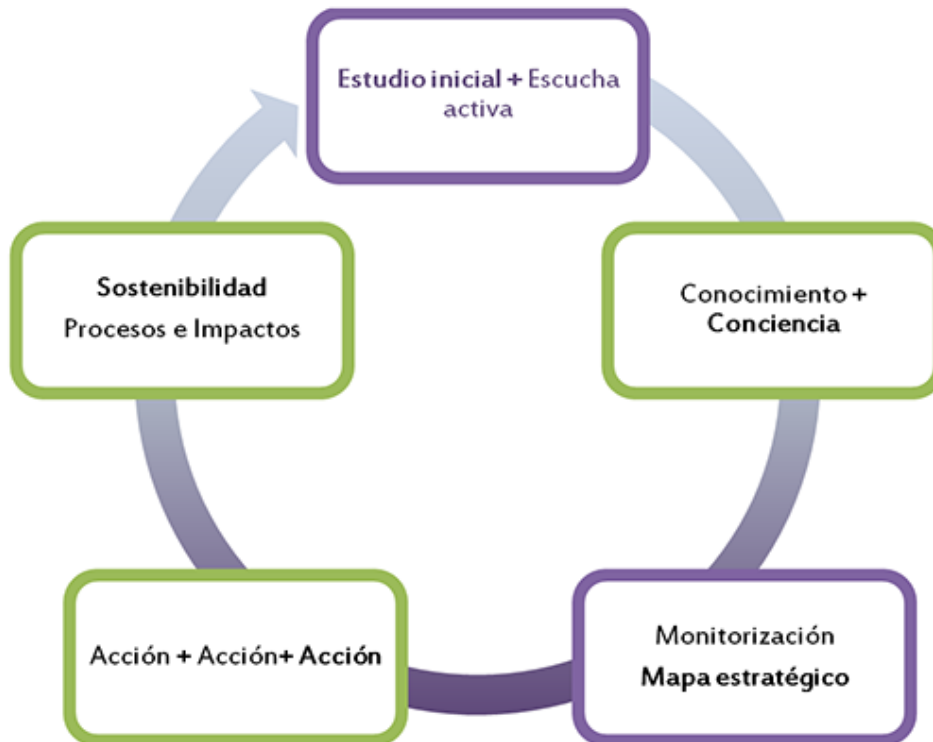 Estudio inicial + Escucha
activa
Conocimiento +
Conciencia
Monitorización
Mapa estratégico
Acción + Acción+ Acción
Sostenibilidad
Procesos e Impactos